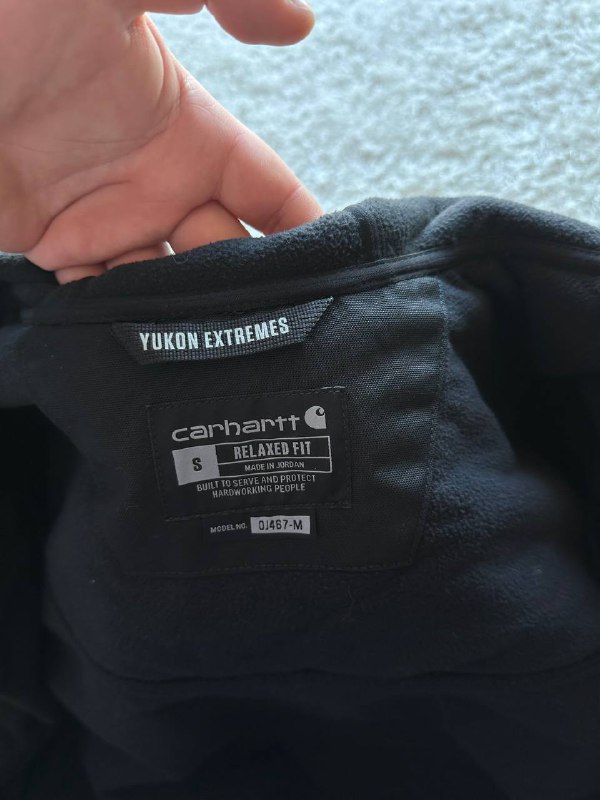 YUKON EXTREMES
carhartt
S
RELAXED FIT
MADE IN JORDAN
BUILT TO SERVE AND PROTECT
HARDWORKING PEOPLE
MODEL NO. OJ467-M